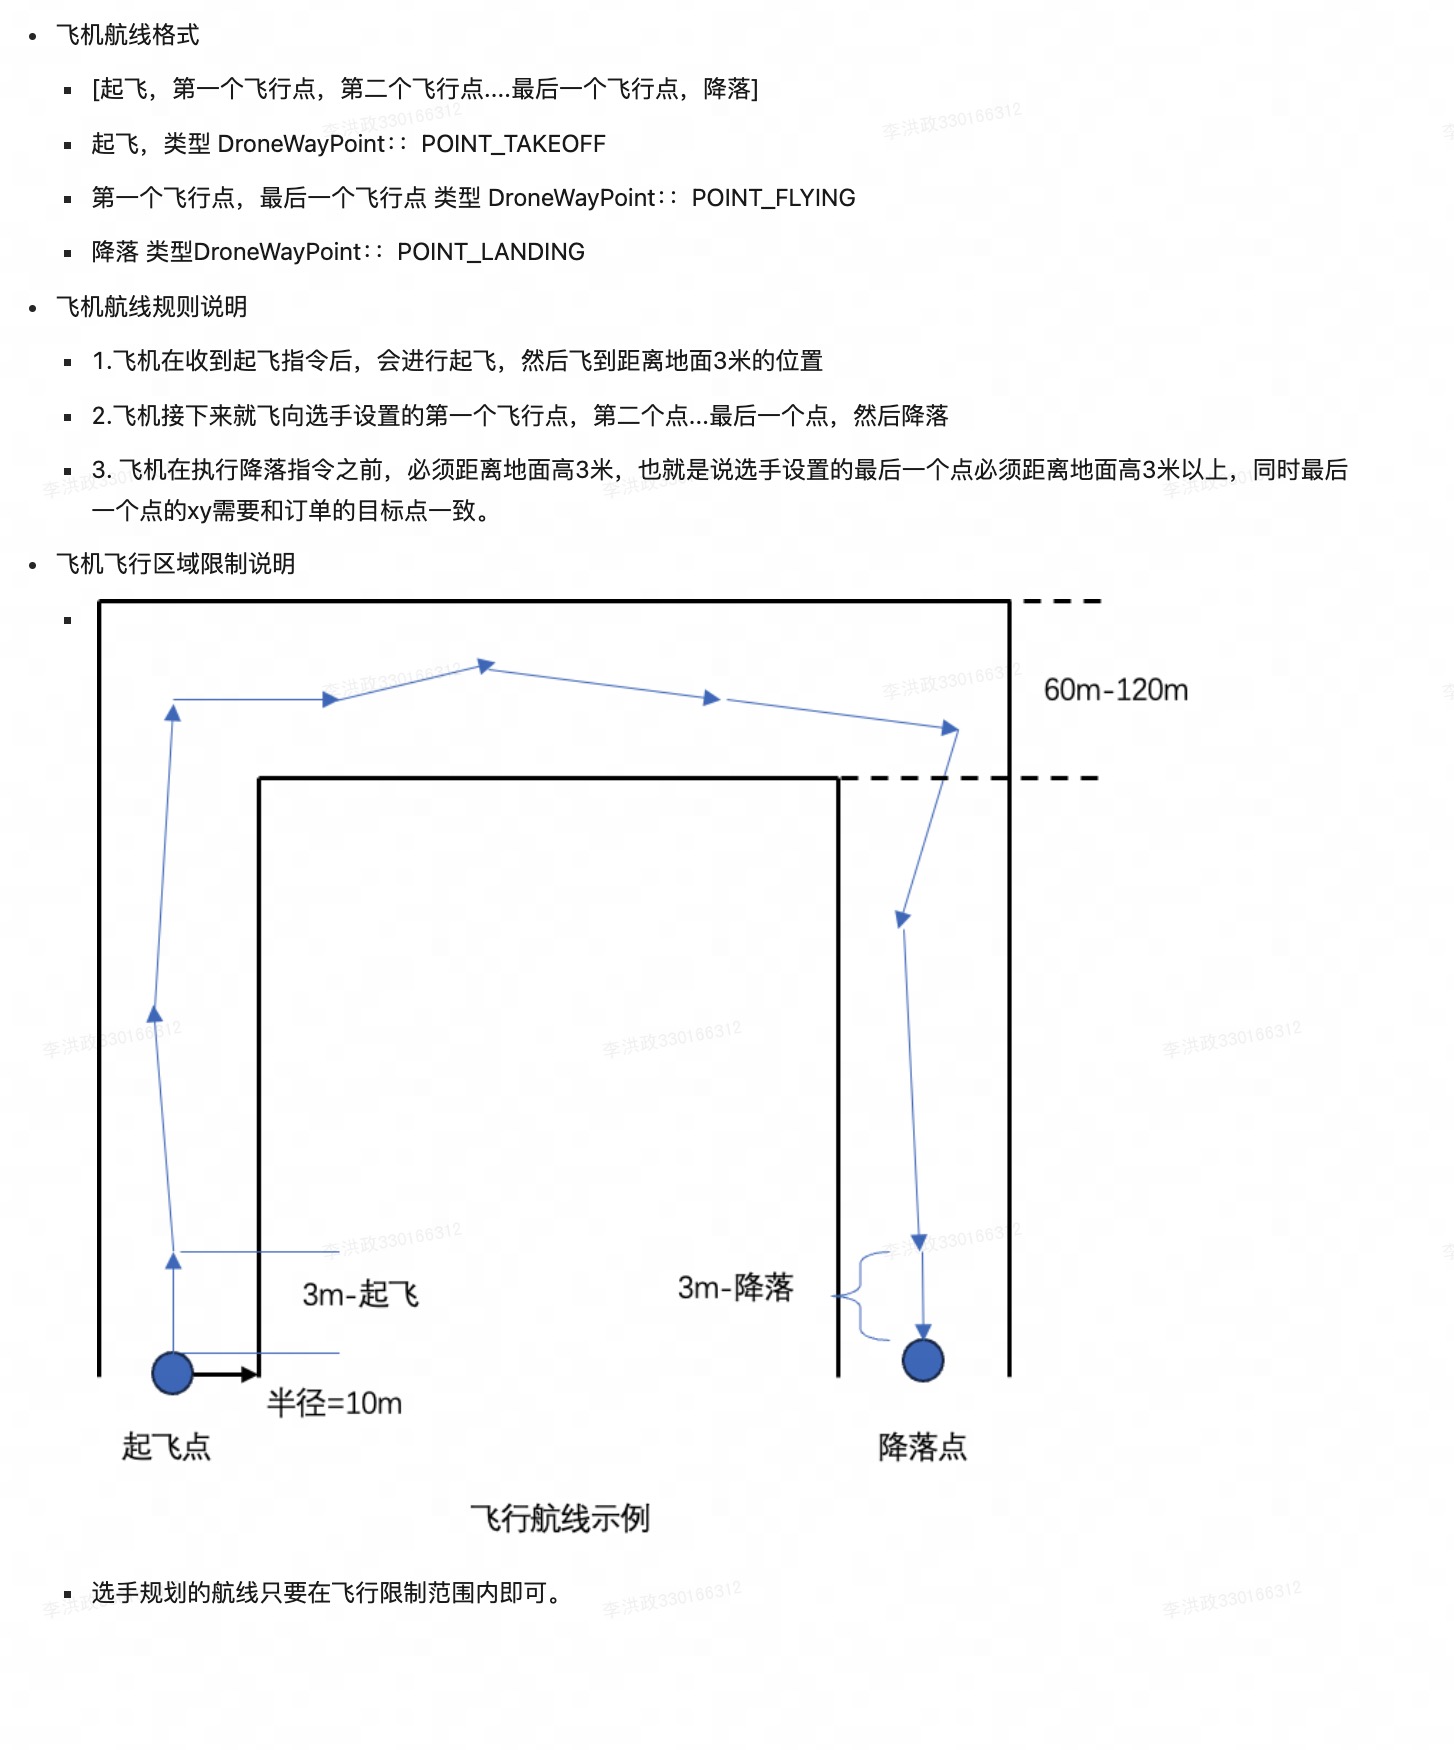 飞机航线格式
[起飞，第一个飞行点，第二个飞行点....最后一个飞行点，降落]
起飞，类型 DroneWayPoint:: POINT_TAKEOFF
第一个飞行点，最后一个飞行点 类型 DroneWayPoint:: POINT_FLYING
降落 类型DroneWayPoint:: POINT_LANDING
飞机航线规则说明
1.飞机在收到起飞指令后，会进行起飞，然后飞到距离地面3米的位置
2.飞机接下来就飞向选手设置的第一个飞行点，第二个点...最后一个点，然后降落
3. 飞机在执行降落指令之前，必须距离地面高3米，也就是说选手设置的最后一个点必须距离地面高3米以上，同时最后
一个点的xy需要和订单的目标点一致。
飞机飞行区域限制说明
60m-120m
3m-起飞
3m-降落
半径=10m
起飞点
降落点
飞行航线示例
选手规划的航线只要在飞行限制范围内即可。
李洪政330166312